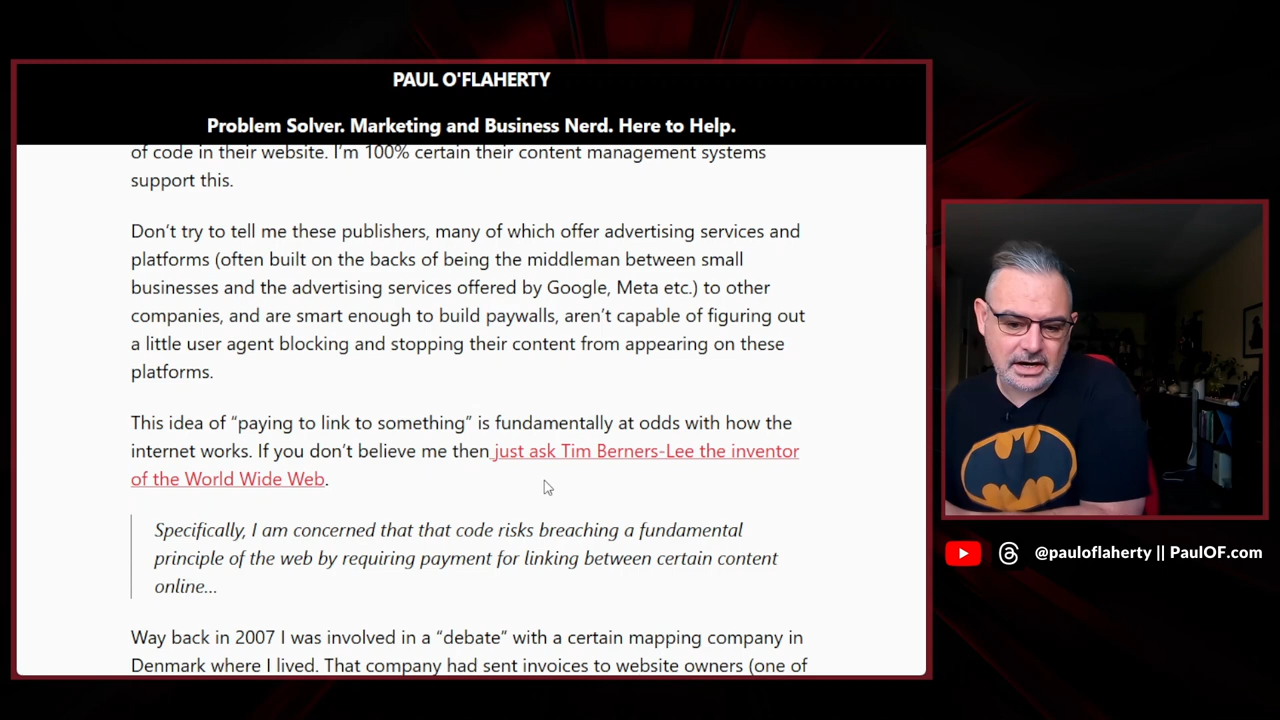 PAUL O'FLAHERTY
Problem Solver. Marketing and Business Nerd. Here to Help.
of code in their website. I’m 100% certain their content management systems
support this.
Don’t try to tell me these publishers, many of which offer advertising services and
platforms (often built on the backs of being the middleman between small
businesses and the advertising services offered by Google, Meta etc.) to other
companies, and are smart enough to build paywalls, aren’t capable of figuring out
a little user agent blocking and stopping their content from appearing on these
platforms.
This idea of “paying to link to something” is fundamentally at odds with how the
internet works. If you don’t believe me then just ask Tim Berners-Lee the inventor
of the World Wide Web.
Specifically, I am concerned that that code risks breaching a fundamental
principle of the web by requiring payment for linking between certain content
online…
Way back in 2007 I was involved in a “debate” with a certain mapping company in
Denmark where I lived. That company had sent invoices to website owners (one of
@pauloflaherty || PaulOF.com